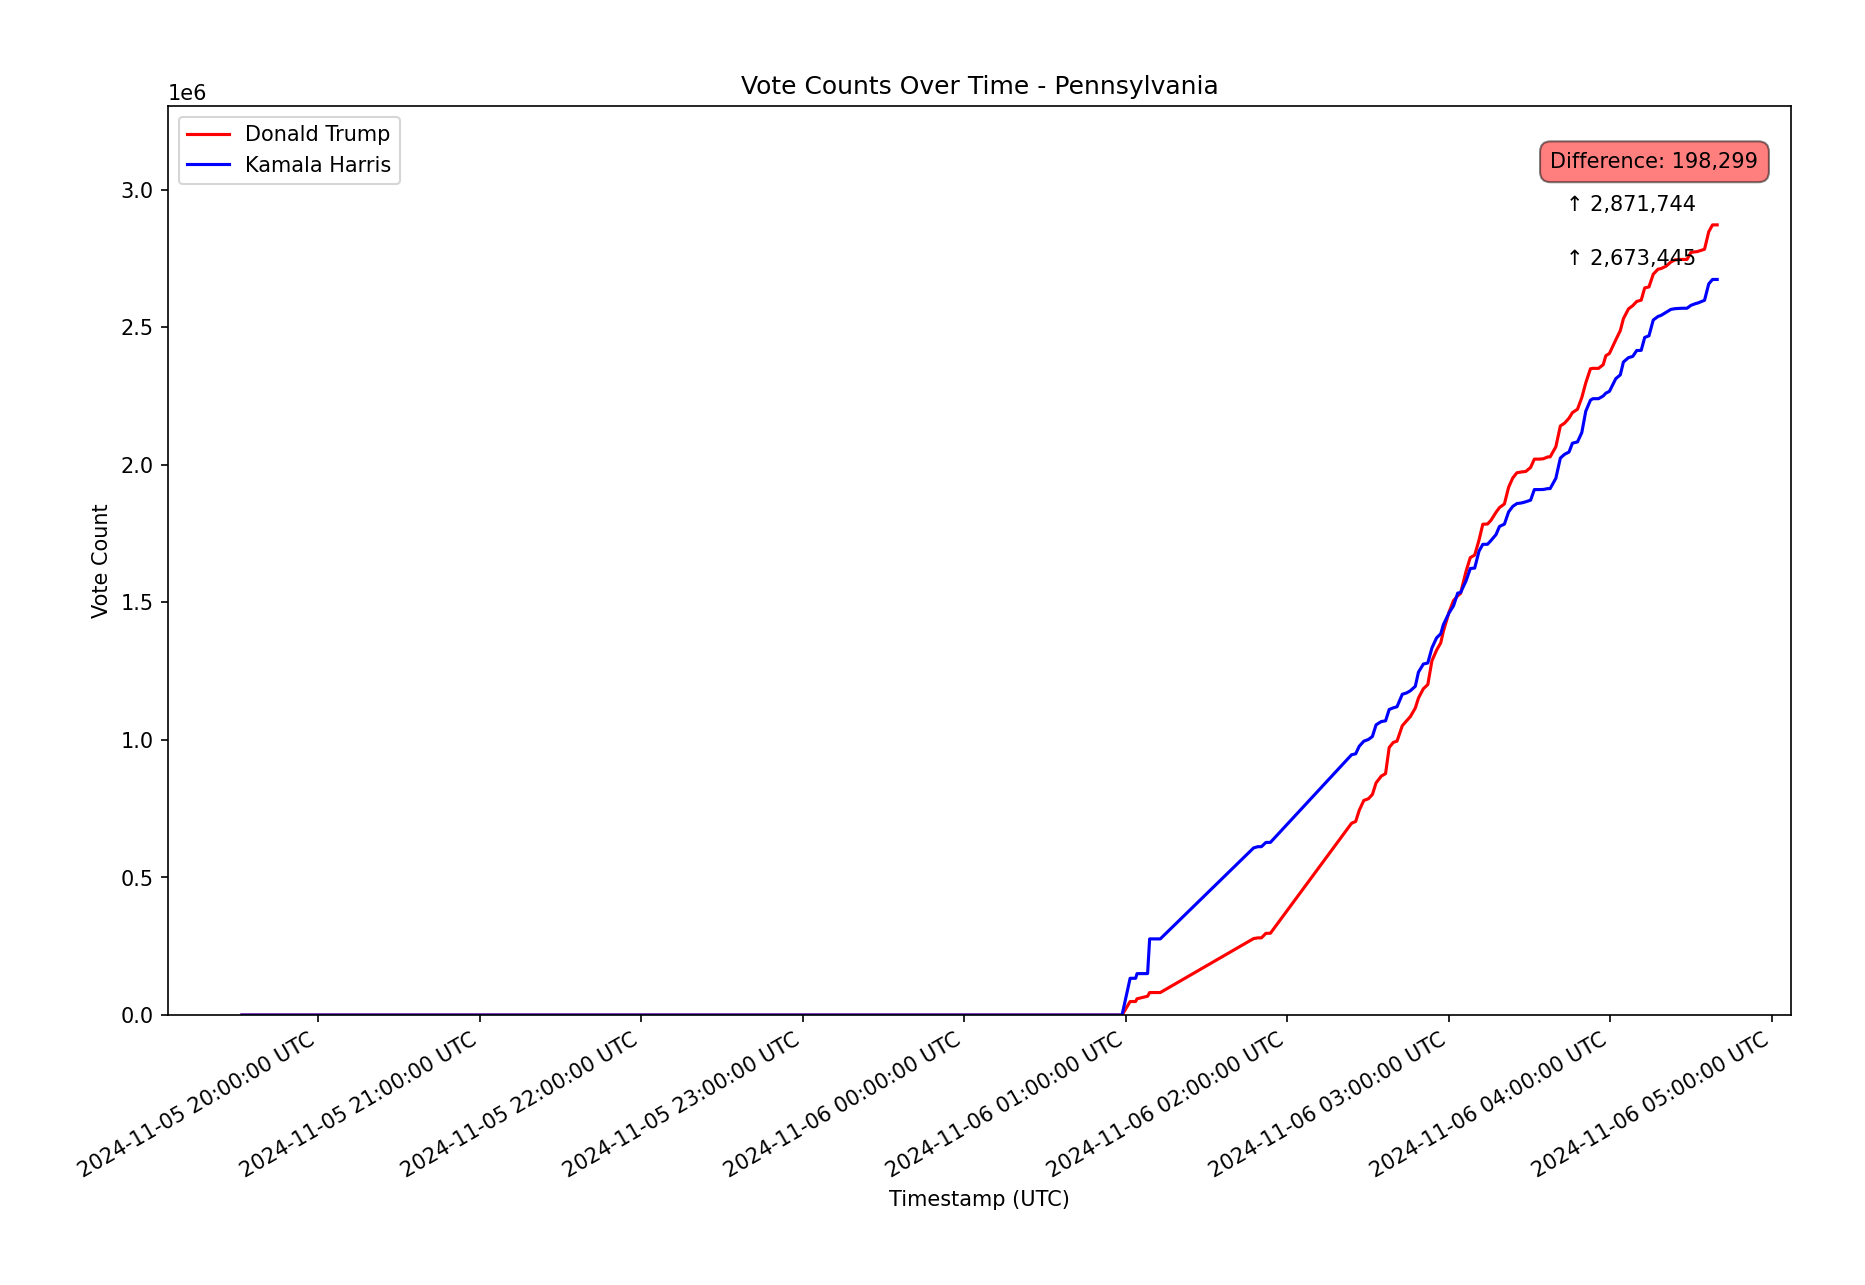 Vote Counts Over Time - Pennsylvania
1e6
Donald Trump
Kamala Harris
Difference: 198,299
↑ 2,871,744
↑ 2,673,445
Vote Count
3.0
2.5
2.0
1.5
1.0
0.5
0.0
2024-11-05 20:00:00 UTC
2024-11-05 21:00:00 UTC
2024-11-05 22:00:00 UTC
2024-11-05 23:00:00 UTC
2024-11-06 00:00:00 UTC
2024-11-06 01:00:00 UTC
2024-11-06 02:00:00 UTC
2024-11-06 03:00:00 UTC
2024-11-06 04:00:00 UTC
2024-11-06 05:00:00 UTC
Timestamp (UTC)